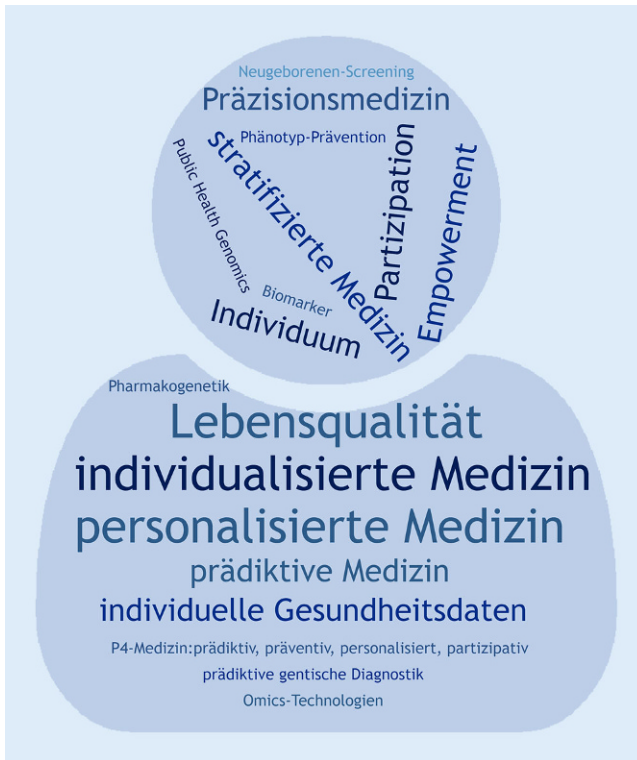 Neugeborenen-Screening
Präzisionsmedizin
Phänotyp-Prävention
stratifizierte Medizin
Partizipation
Empowerment
Public Health Genomics
Biomarker
Individuum
Pharmakogenetik
Lebensqualität
individualisierte Medizin
personalisierte Medizin
prädiktive Medizin
individuelle Gesundheitsdaten
P4-Medizin:prädiktiv, präventiv, personalisiert, partizipativ
prädiktive gentische Diagnostik
Omics-Technologien